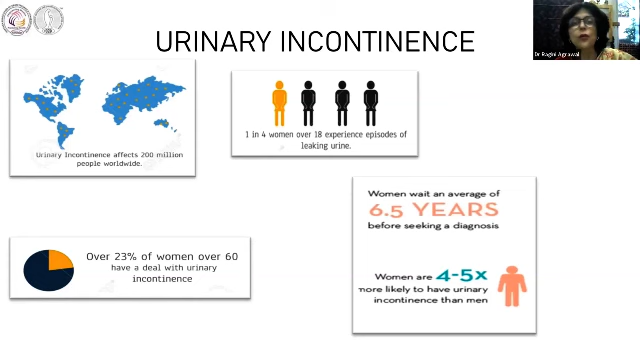 URINARY INCONTINENCE
Dr Ragini Agrawal
Urinary Incontinence affects 200 million
people worldwide.
1 in 4 women over 18 experience episodes of
leaking urine.
Women wait an average of
6.5 YEARS
before seeking a diagnosis
Over 23% of women over 60
have a deal with urinary
incontinence
Women are 4-5x
more likely to have urinary
incontinence than men